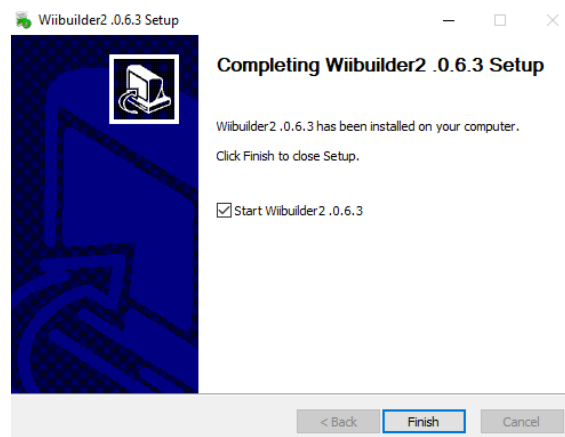 Wiibuilder2 .0.6.3 Setup
Completing Wiibuilder2 .0.6.3 Setup
Wiibuilder2 .0.6.3 has been installed on your computer.
Click Finish to close Setup.
Start Wiibuilder2 .0.6.3
< Back
Finish
Cancel